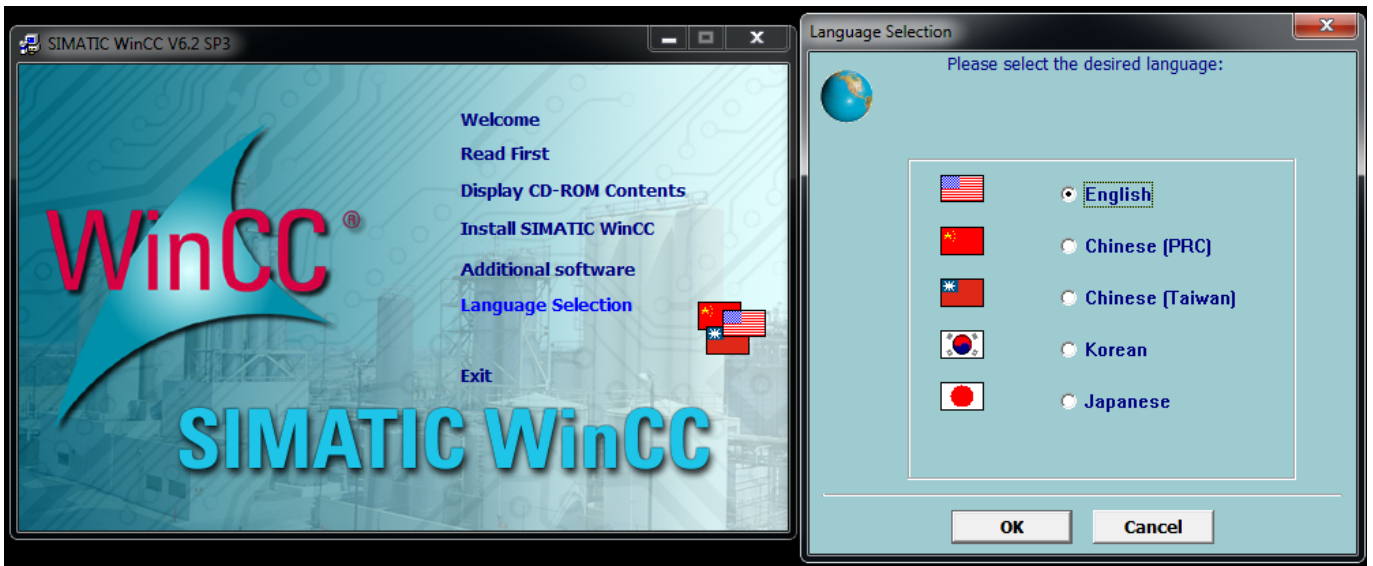 SIMATIC WinCC V6.2 SP3
Welcome
Read First
Display CD-ROM Contents
Install SIMATIC WinCC
Additional software
Language Selection
Exit
WinCC®
SIMATIC WinCC
Language Selection
Please select the desired language:
English
Chinese (PRC)
Chinese (Taiwan)
Korean
Japanese
OK
Cancel